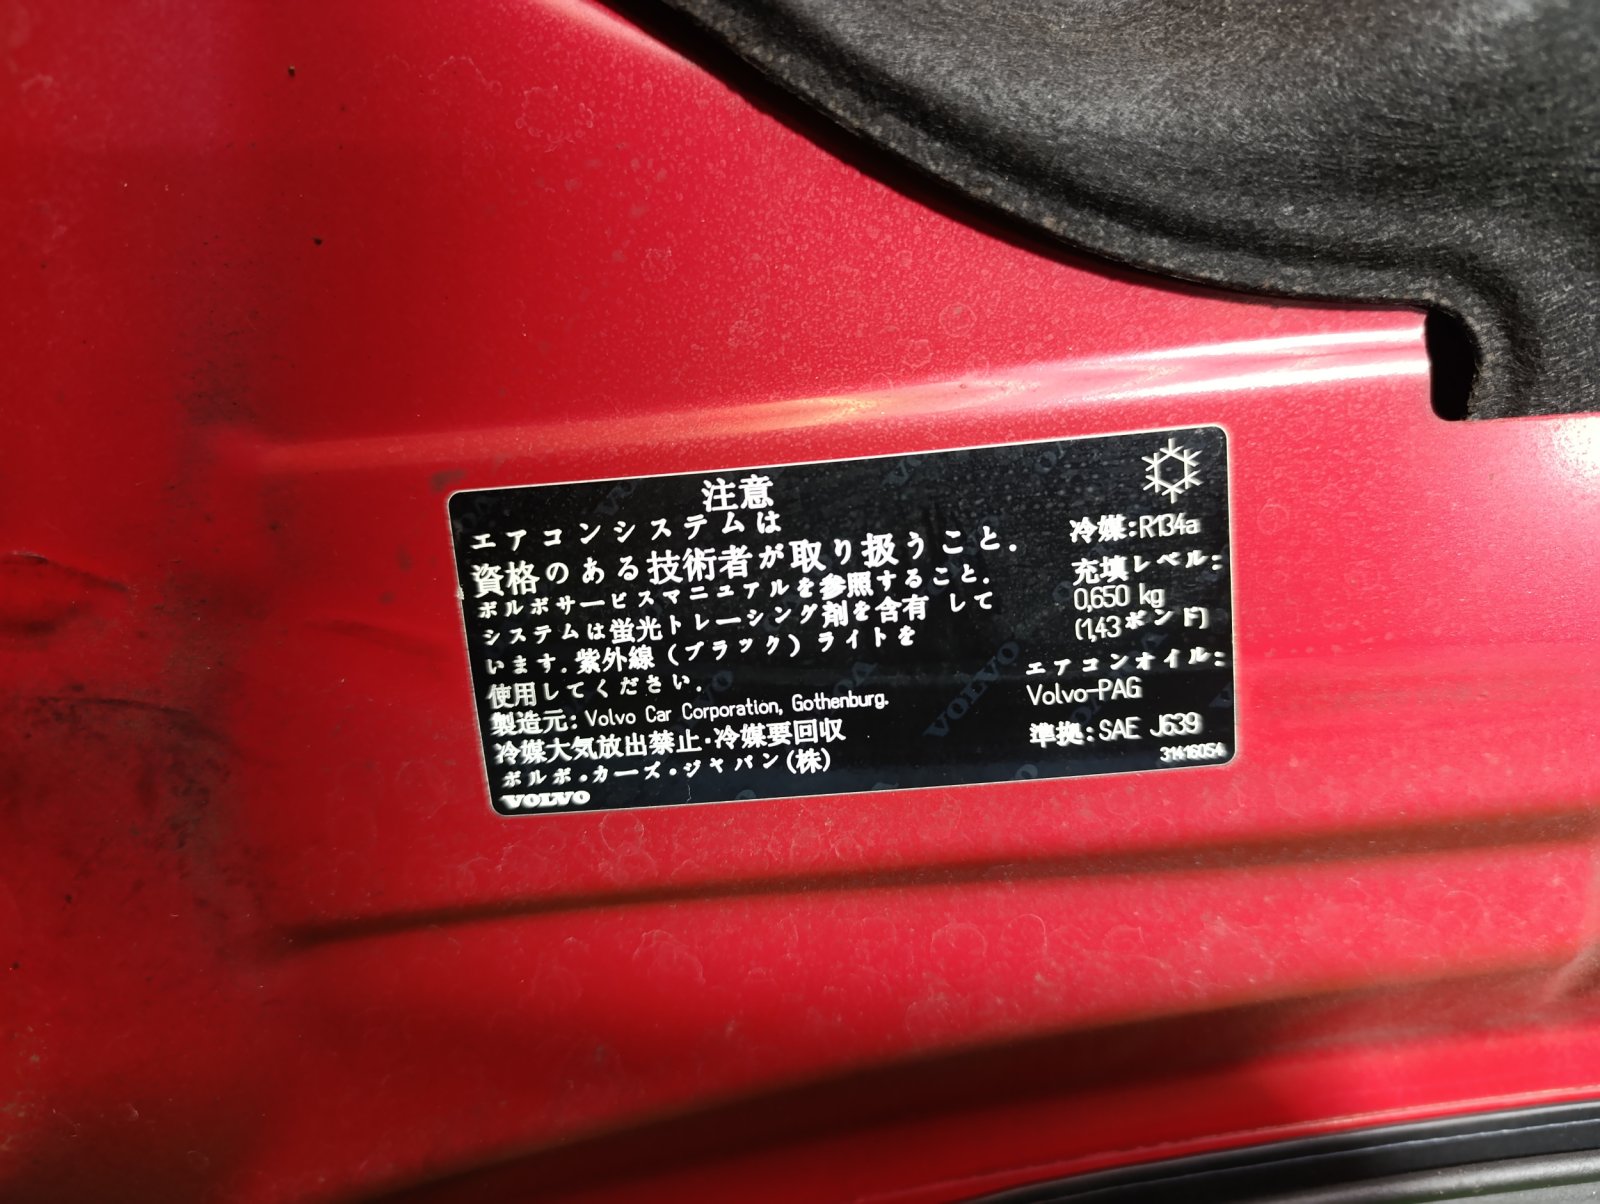 注意
エアコンシステムは
資格のある技術者が取り扱うこと.
ボルボサービスマニュアルを参照すること.
システムは蛍光トレーシング剤を含有 して
います.紫外線 (ブラック) ライトを
使用してください.
製造元: Volvo Car Corporation, Gothenburg.
冷媒大気放出禁止·冷媒要回収
ボルボ・カーズ・ジャパン(株)
VOLVO
冷媒:R134a
充填レベル:
0,650 kg
(1,43ポンド)
エアコンオイル:
Volvo-PAG
準拠:SAE J639
31416054